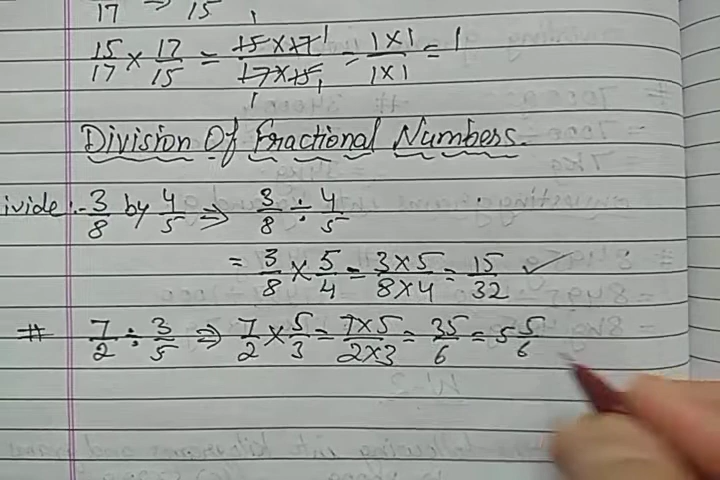 17 ⇒ 15
15/17 × 17/15 = 15×17/17×15 = 1×1/1×1 = 1
Division Of Fractional Numbers.
ivide :- 3/8 by 4/5 ⇒ 3/8 ÷ 4/5
= 3/8 × 5/4 = 3×5/8×4 = 15/32 ✓
# 7/2 ÷ 3/5 ⇒ 7/2 × 5/3 = 7×5/2×3 = 35/6 = 5 5/6